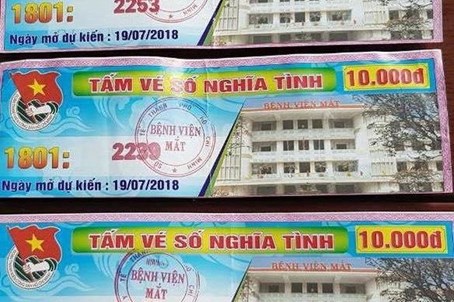 1801: 2253
Ngày mở dự kiến : 19/07/2018
TẤM VÉ SỐ NGHĨA TÌNH 10.000đ
BỆNH VIỆN MẮT
BỆNH VIỆN
MẮT
1801: 2239
Ngày mở dự kiến : 19/07/2018
TẤM VÉ SỐ NGHĨA TÌNH 10.000đ
BỆNH VIỆN MẮT
BỆNH VIỆN
MẮT